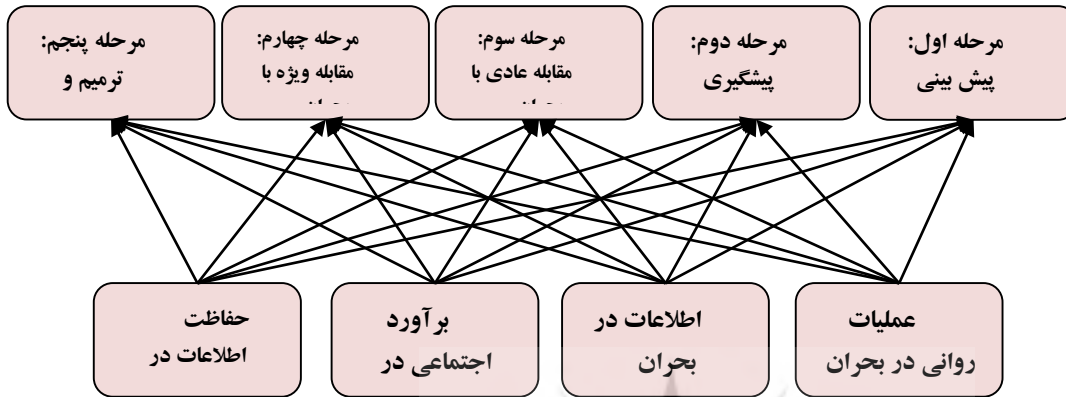 مرحله اول:
پیش بینی
مرحله دوم:
پیشگیری
مرحله سوم:
مقابله عادی با
مرحله چهارم:
مقابله ویژه با
مرحله پنجم:
ترمیم و
عملیات
روانی در بحران
اطلاعات در
بحران
برآورد
اجتماعی در
حفاظت
اطلاعات در